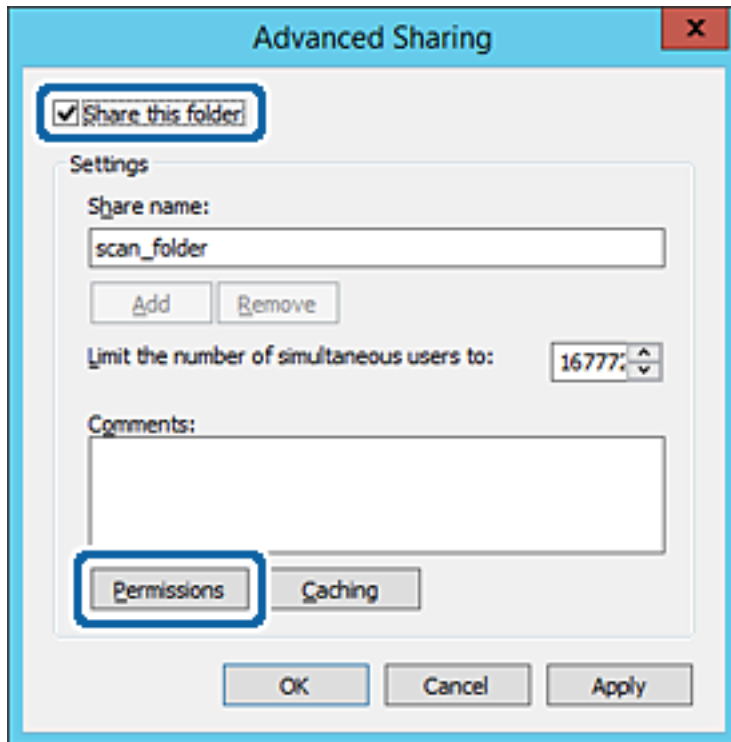 Advanced Sharing
x
Share this folder
Settings
Share name:
scan_folder
Add Remove
Limit the number of simultaneous users to:
Comments:
Permissions Caching
OK Cancel Apply